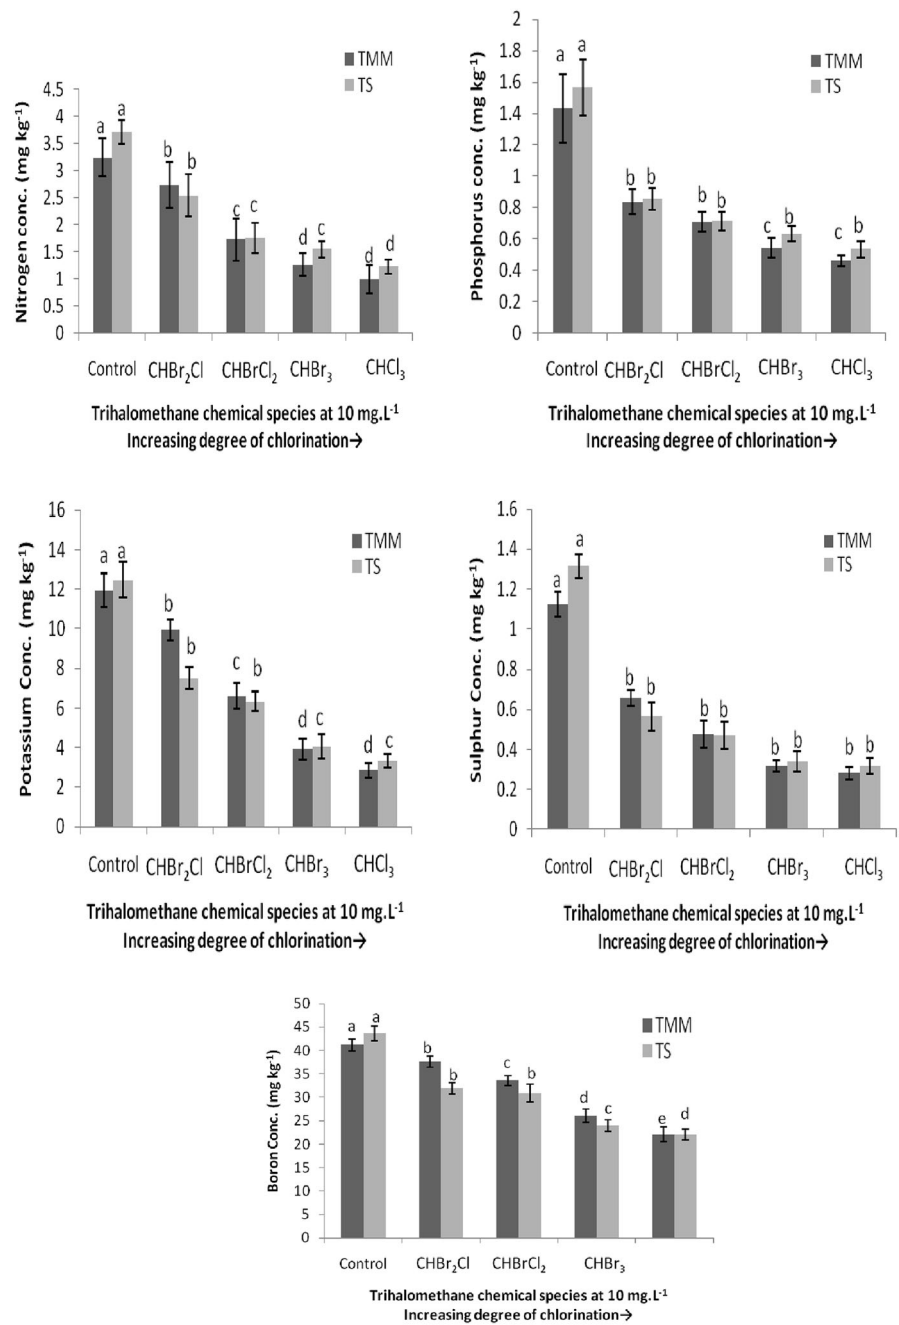 TMM
TS
Nitrogen conc. (mg kg⁻¹)
4.5
4
3.5
3
2.5
2
1.5
1
0.5
0
a a b b c c d c d d
Control CHBr₂Cl CHBrCl₂ CHBr₃ CHCl₃
Trihalomethane chemical species at 10 mg.L⁻¹
Increasing degree of chlorination→
TMM
TS
Phosphorus conc. (mg kg⁻¹)
2
1.8
1.6
1.4
1.2
1
0.8
0.6
0.4
0.2
0
a a b b b b c b c b
Control CHBr₂Cl CHBrCl₂ CHBr₃ CHCl₃
Trihalomethane chemical species at 10 mg.L⁻¹
Increasing degree of chlorination→
TMM
TS
Potassium Conc. (mg kg⁻¹)
16
14
12
10
8
6
4
2
0
a a b b c b d c d c
Control CHBr₂Cl CHBrCl₂ CHBr₃ CHCl₃
Trihalomethane chemical species at 10 mg.L⁻¹
Increasing degree of chlorination→
TMM
TS
Sulphur Conc. (mg kg⁻¹)
1.6
1.4
1.2
1
0.8
0.6
0.4
0.2
0
a a b b b b b b b b
Control CHBr₂Cl CHBrCl₂ CHBr₃ CHCl₃
Trihalomethane chemical species at 10 mg.L⁻¹
Increasing degree of chlorination→
TMM
TS
Boron Conc. (mg kg⁻¹)
50
45
40
35
30
25
20
15
10
5
0
a a b b c b d c e d
Control CHBr₂Cl CHBrCl₂ CHBr₃
Trihalomethane chemical species at 10 mg.L⁻¹
Increasing degree of chlorination→